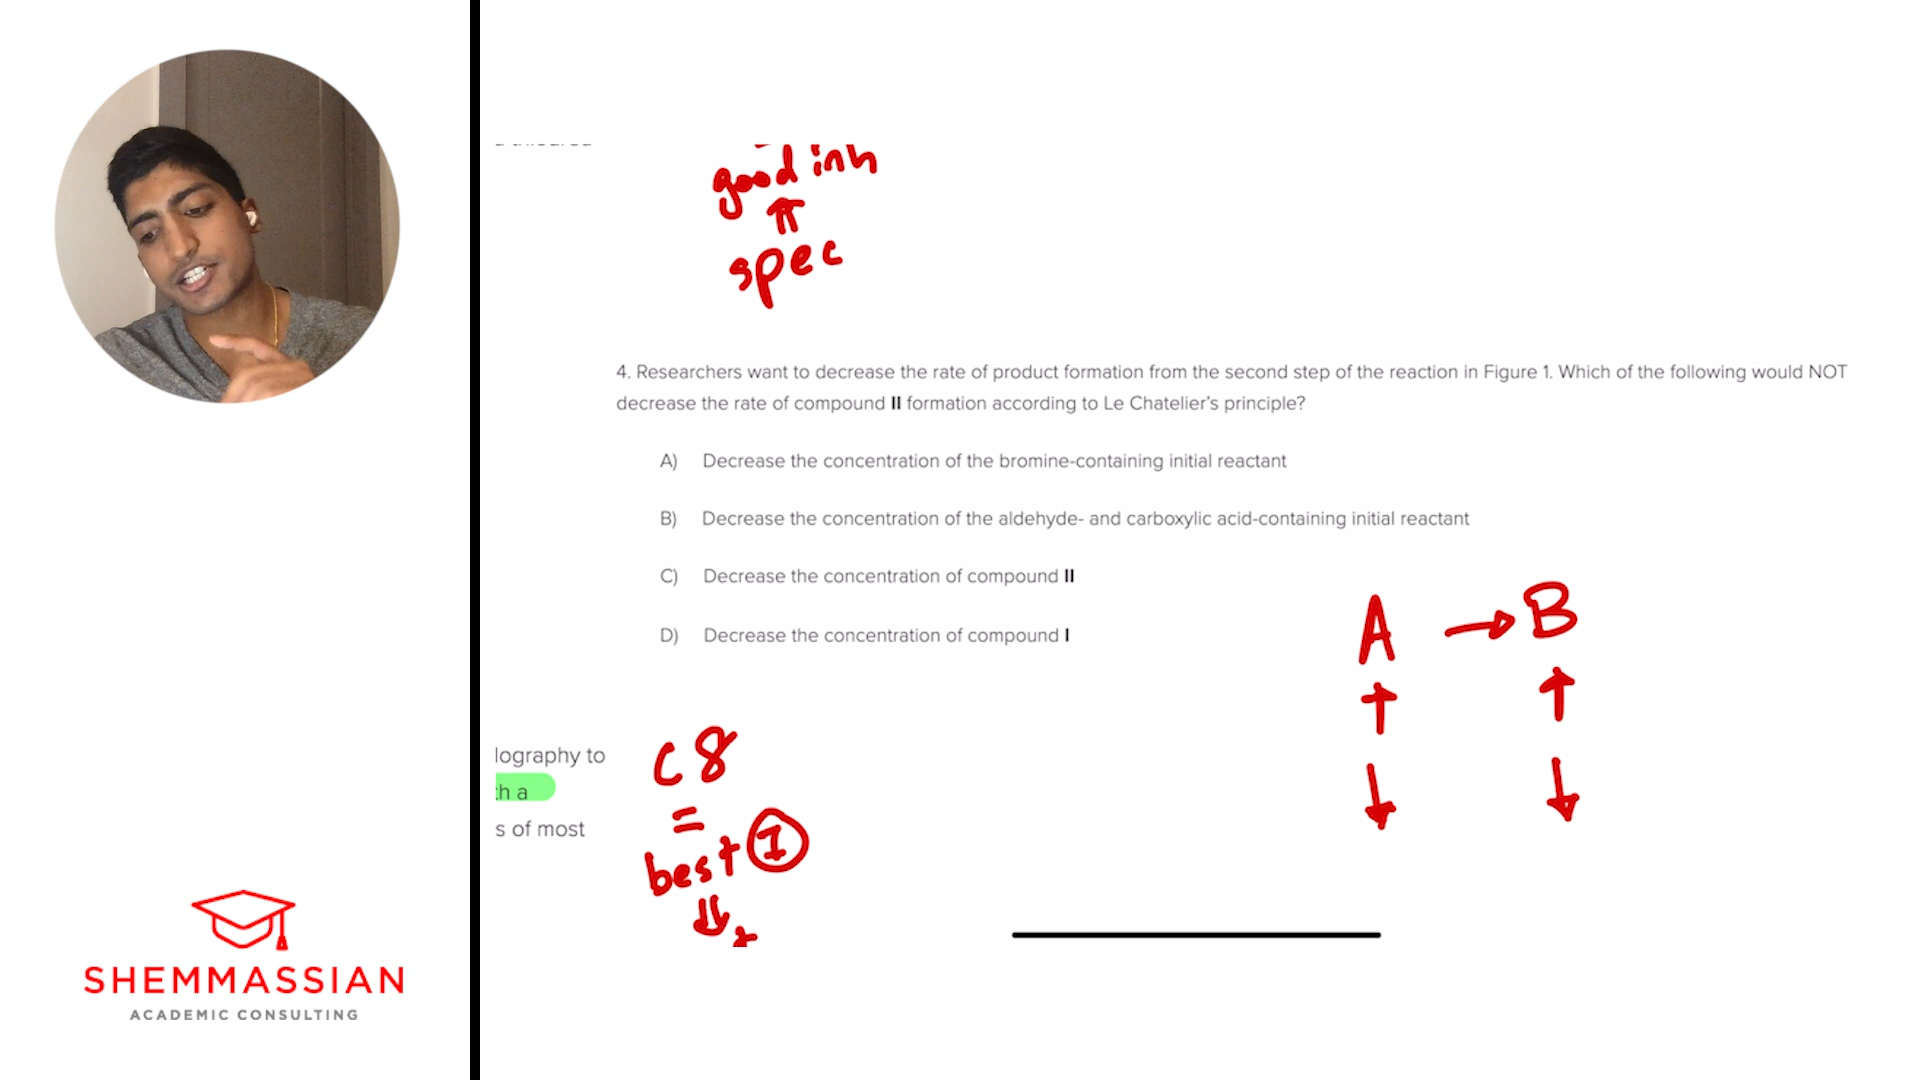 good inh
spec
4. Researchers want to decrease the rate of product formation from the second step of the reaction in Figure 1. Which of the following would NOT
decrease the rate of compound II formation according to Le Chatelier's principle?
A) Decrease the concentration of the bromine-containing initial reactant
B) Decrease the concentration of the aldehyde- and carboxylic acid-containing initial reactant
C) Decrease the concentration of compound II
D) Decrease the concentration of compound I
A → B
↑ ↑
↓ ↓
lography to
h a
s of most
C8
=
best I
SHEMMASSIAN
ACADEMIC CONSULTING